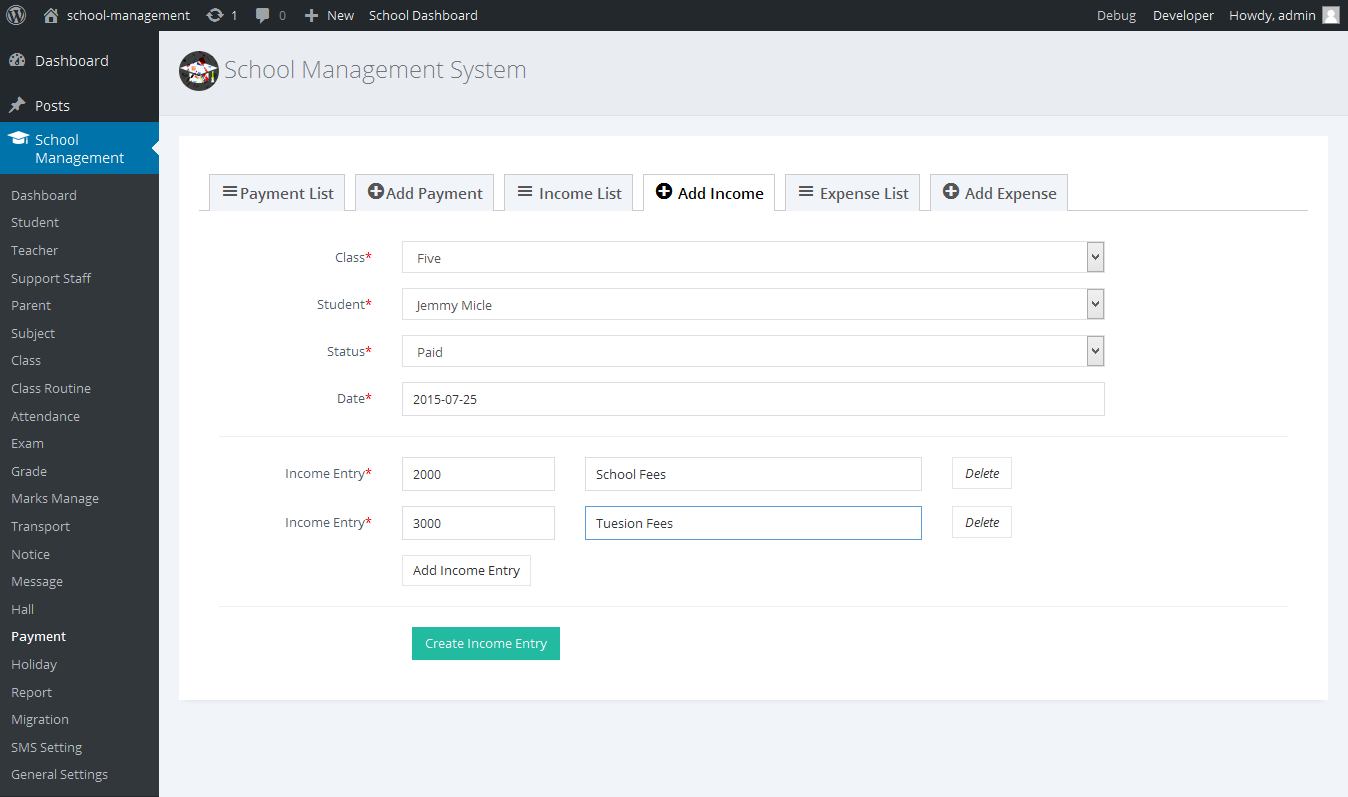 school-management 1 0 New School Dashboard Debug Developer Howdy, admin
School Management System
Dashboard
Posts
School
Management
Dashboard
Student
Teacher
Support Staff
Parent
Subject
Class
Class Routine
Attendance
Exam
Grade
Marks Manage
Transport
Notice
Message
Hall
Payment
Holiday
Report
Migration
SMS Setting
General Settings
Payment List Add Payment Income List Add Income Expense List Add Expense
Class* Five
Student* Jemmy Micle
Status* Paid
Date* 2015-07-25
Income Entry* 2000 School Fees Delete
Income Entry* 3000 Tuesion Fees Delete
Add Income Entry
Create Income Entry